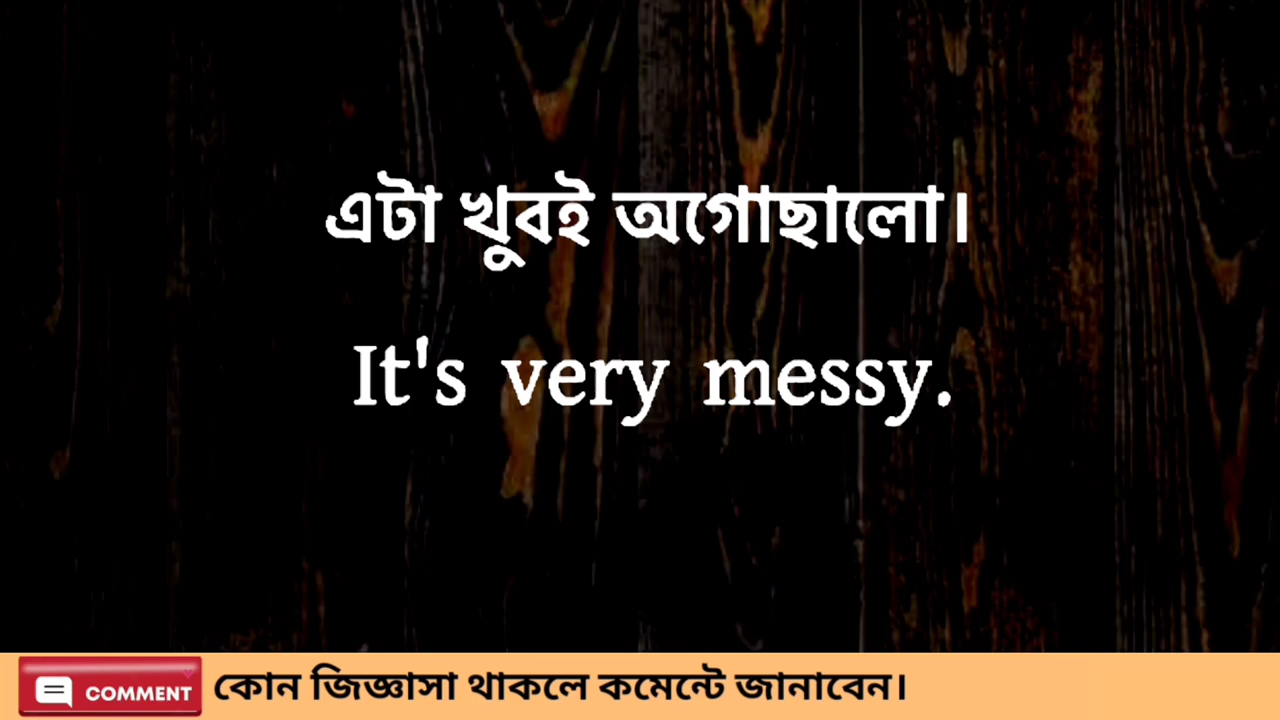 এটা খুবই অগোছালো।
It's very messy.
COMMENT কোন জিজ্ঞাসা থাকলে কমেন্টে জানাবেন।